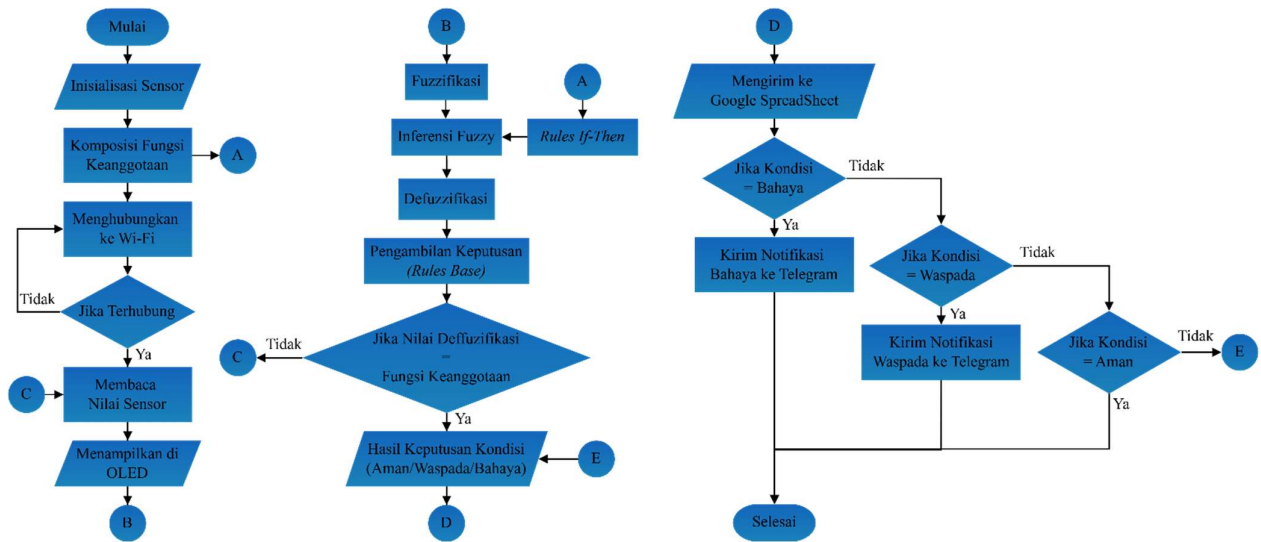 Mulai
Inisialisasi Sensor
Komposisi Fungsi
Keanggotaan
A
Menghubungkan
ke Wi-Fi
Tidak
Jika Terhubung
Ya
C
Membaca
Nilai Sensor
Menampilkan di
OLED
B
B
Fuzzifikasi
A
Inferensi Fuzzy
Rules If-Then
Defuzzifikasi
Pengambilan Keputusan
(Rules Base)
Tidak
C
Jika Nilai Deffuzifikasi
=
Fungsi Keanggotaan
Ya
Hasil Keputusan Kondisi
(Aman/Waspada/Bahaya)
E
D
D
Mengirim ke
Google SpreadSheet
Jika Kondisi
= Bahaya
Tidak
Ya
Kirim Notifikasi
Bahaya ke Telegram
Jika Kondisi
= Waspada
Tidak
Ya
Kirim Notifikasi
Waspada ke Telegram
Jika Kondisi
= Aman
Tidak
E
Ya
Selesai